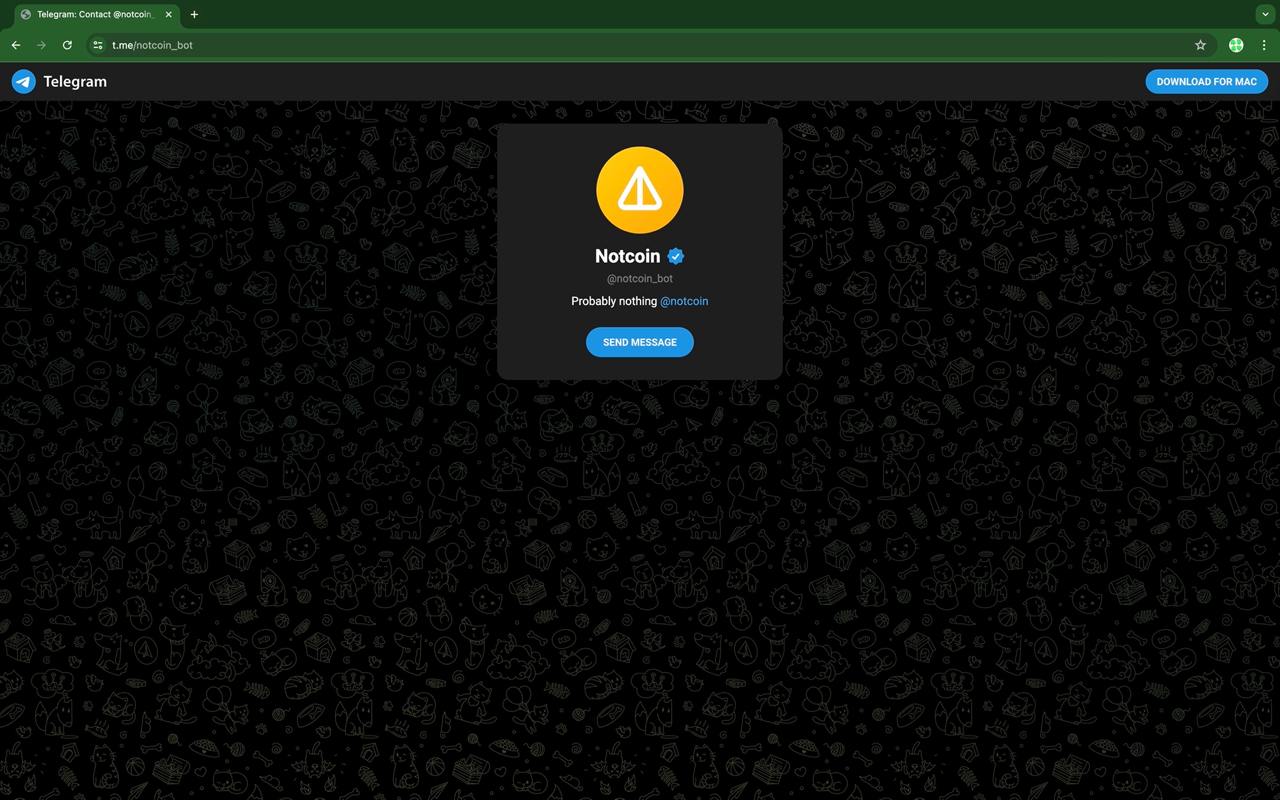 Telegram: Contact @notcoin_
t.me/notcoin_bot
Telegram
DOWNLOAD FOR MAC
Notcoin
@notcoin_bot
Probably nothing @notcoin
SEND MESSAGE